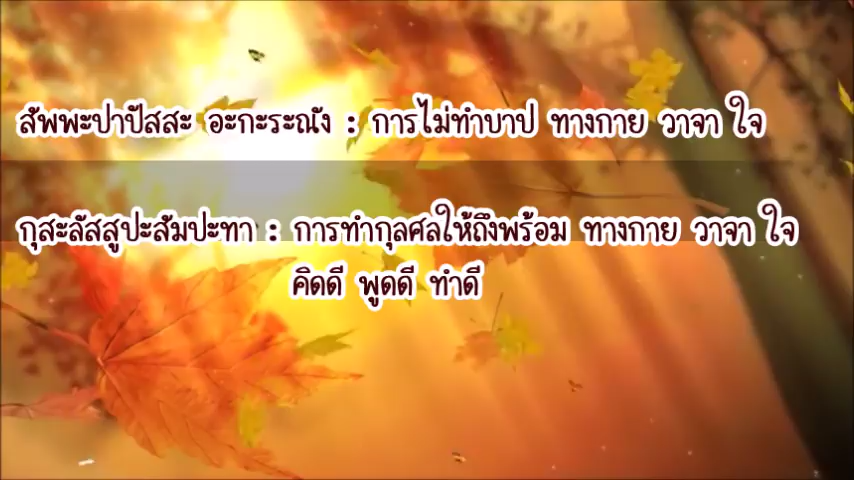 สัพพะปาปัสสะ อะกะระณัง : การไม่ทำบาป ทางกาย วาจา ใจ
กุสะลัสสูปะสัมปะทา : การทำกุลศลให้ถึงพร้อม ทางกาย วาจา ใจ
คิดดี พูดดี ทำดี